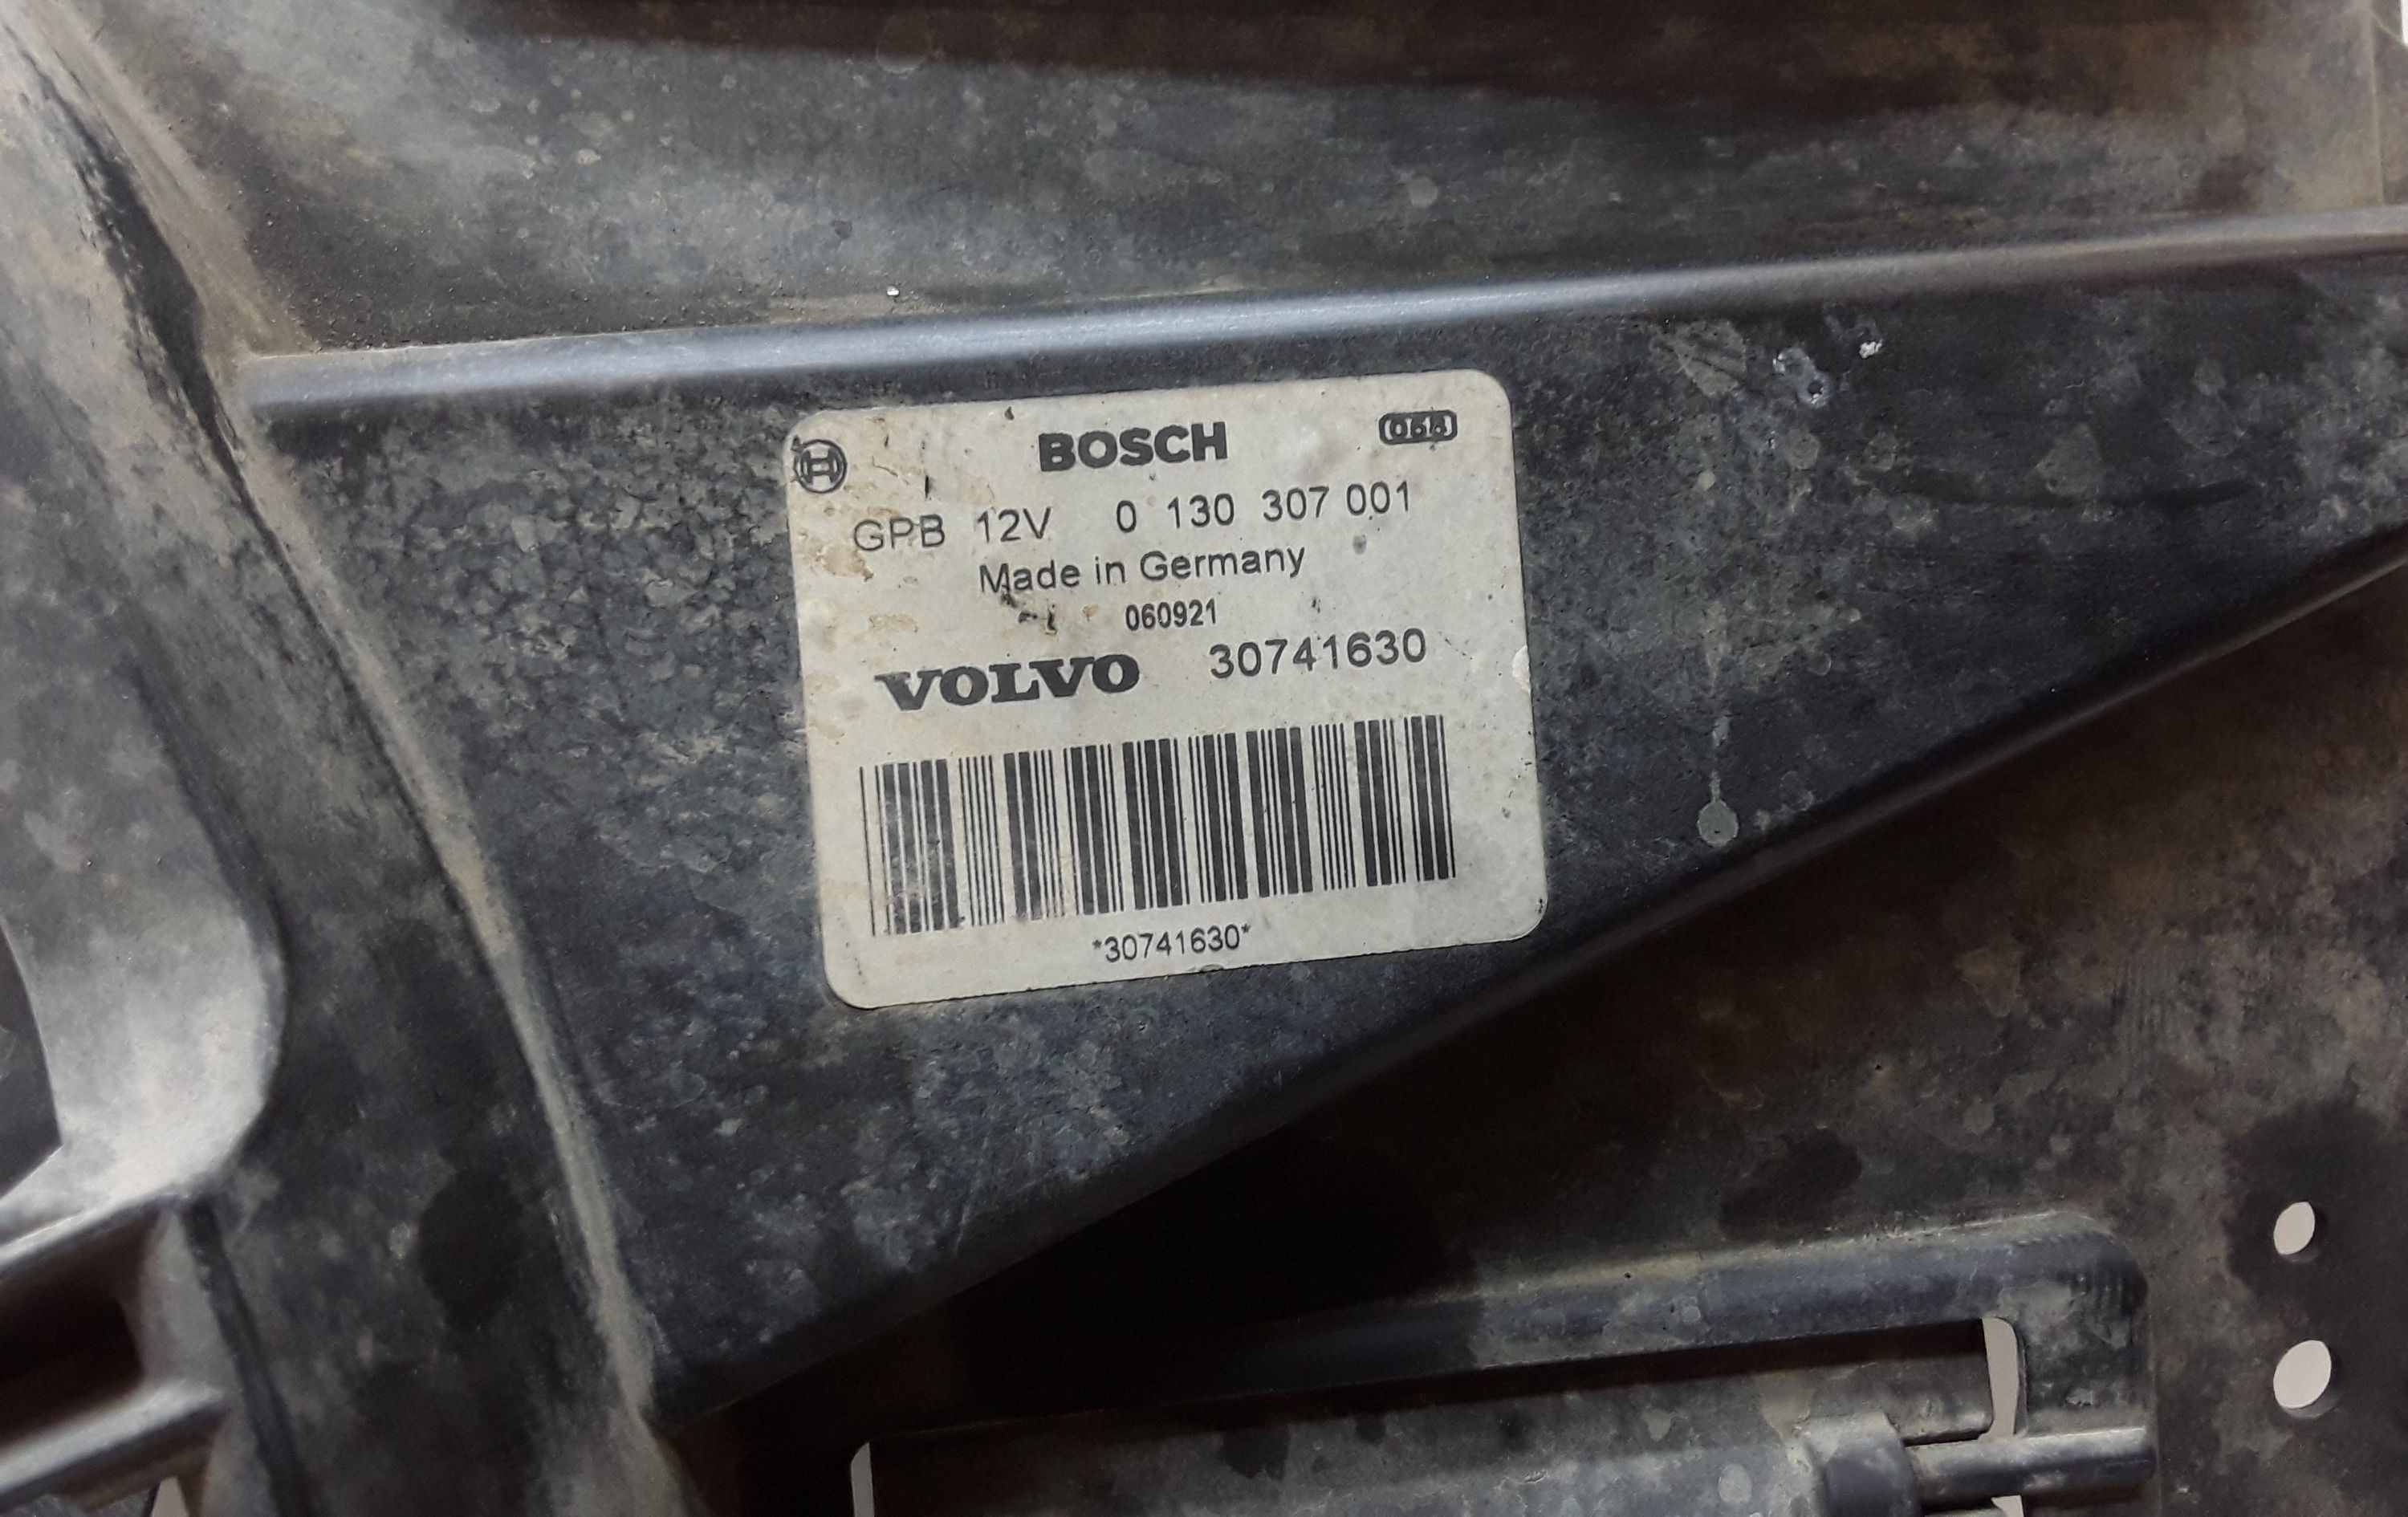 BOSCH
GPB 12V 0 130 307 001
Made in Germany
060921
VOLVO 30741630
*30741630*